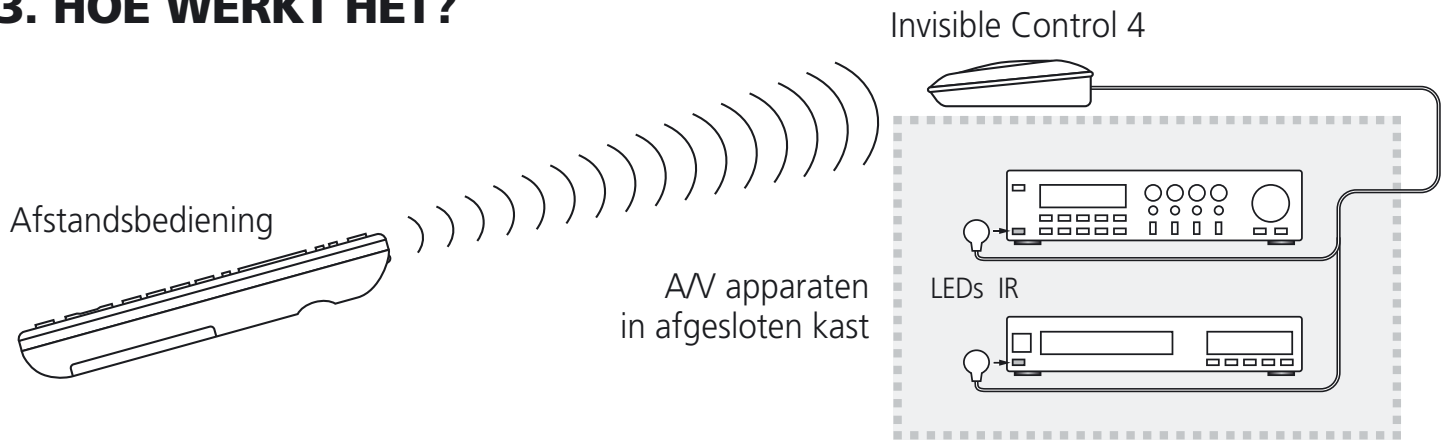 3. HOE WERKT HET?
Invisible Control 4
Afstandsbediening
A/V apparaten
in afgesloten kast
LEDs IR